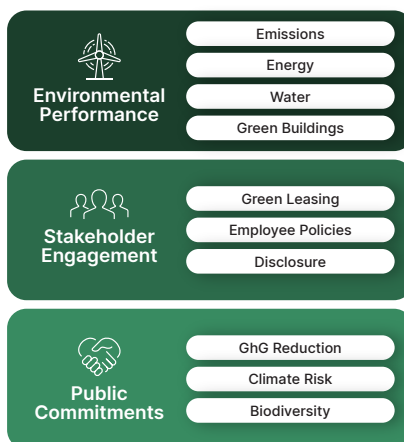 Environmental
Performance
Emissions
Energy
Water
Green Buildings
Stakeholder
Engagement
Green Leasing
Employee Policies
Disclosure
Public
Commitments
GhG Reduction
Climate Risk
Biodiversity